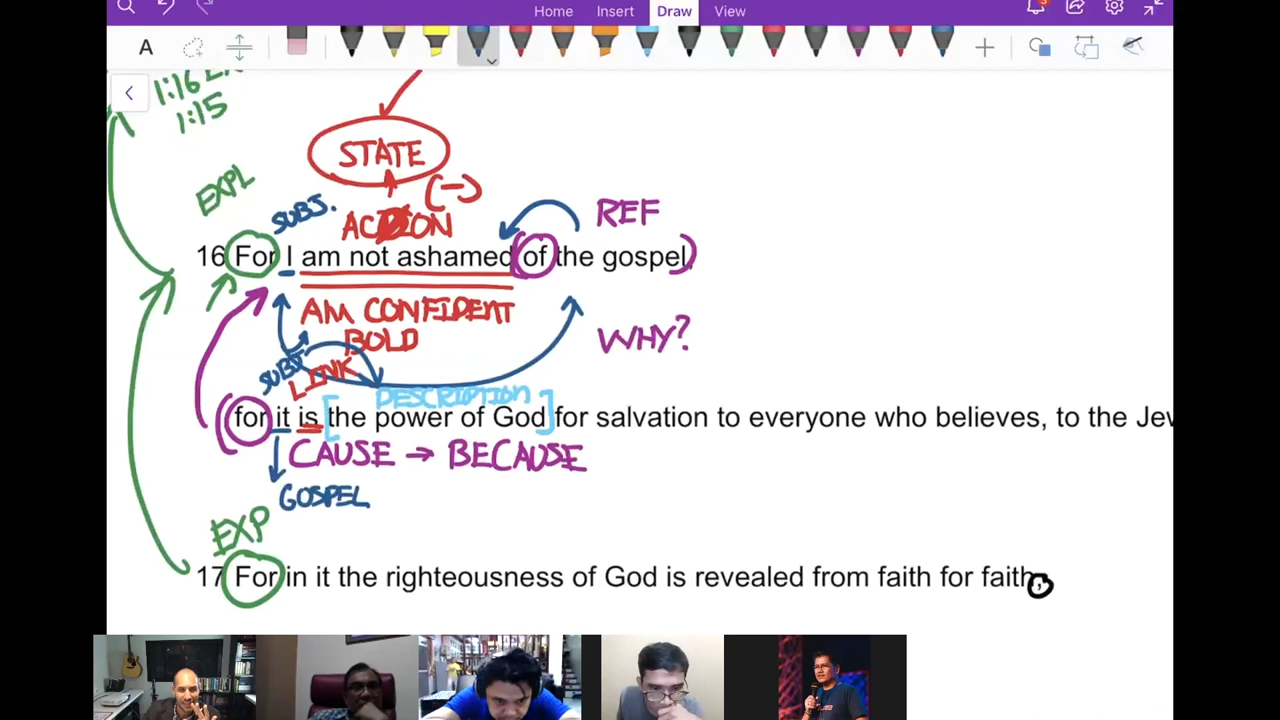 Home Insert Draw View
A
1:16
1:15
STATE
EXPL
SUBJ.
(-)
ACTION
REF
16 For I am not ashamed of the gospel,
AM CONFIDENT
BOLD
WHY?
SUBJ
LINK
DESCRIPTION
for it is the power of God for salvation to everyone who believes, to the Jew
CAUSE → BECAUSE
GOSPEL
EXP
17 For in it the righteousness of God is revealed from faith for faith,